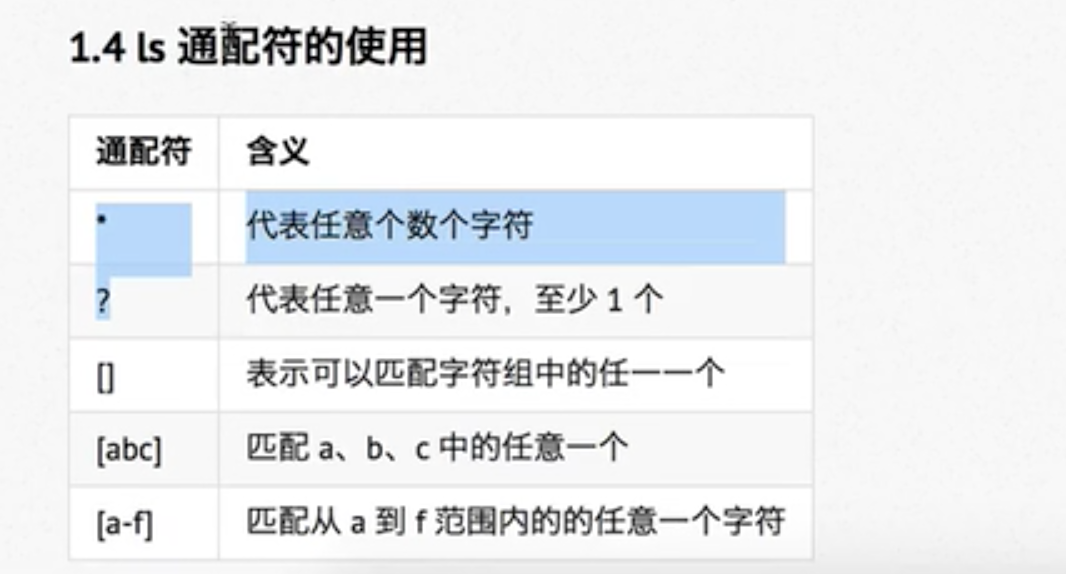 1.4 ls 通配符的使用
通配符 含义
* 代表任意个数个字符
? 代表任意一个字符，至少 1 个
[] 表示可以匹配字符组中的任一一个
[abc] 匹配 a、b、c 中的任意一个
[a-f] 匹配从 a 到 f 范围内的的任意一个字符